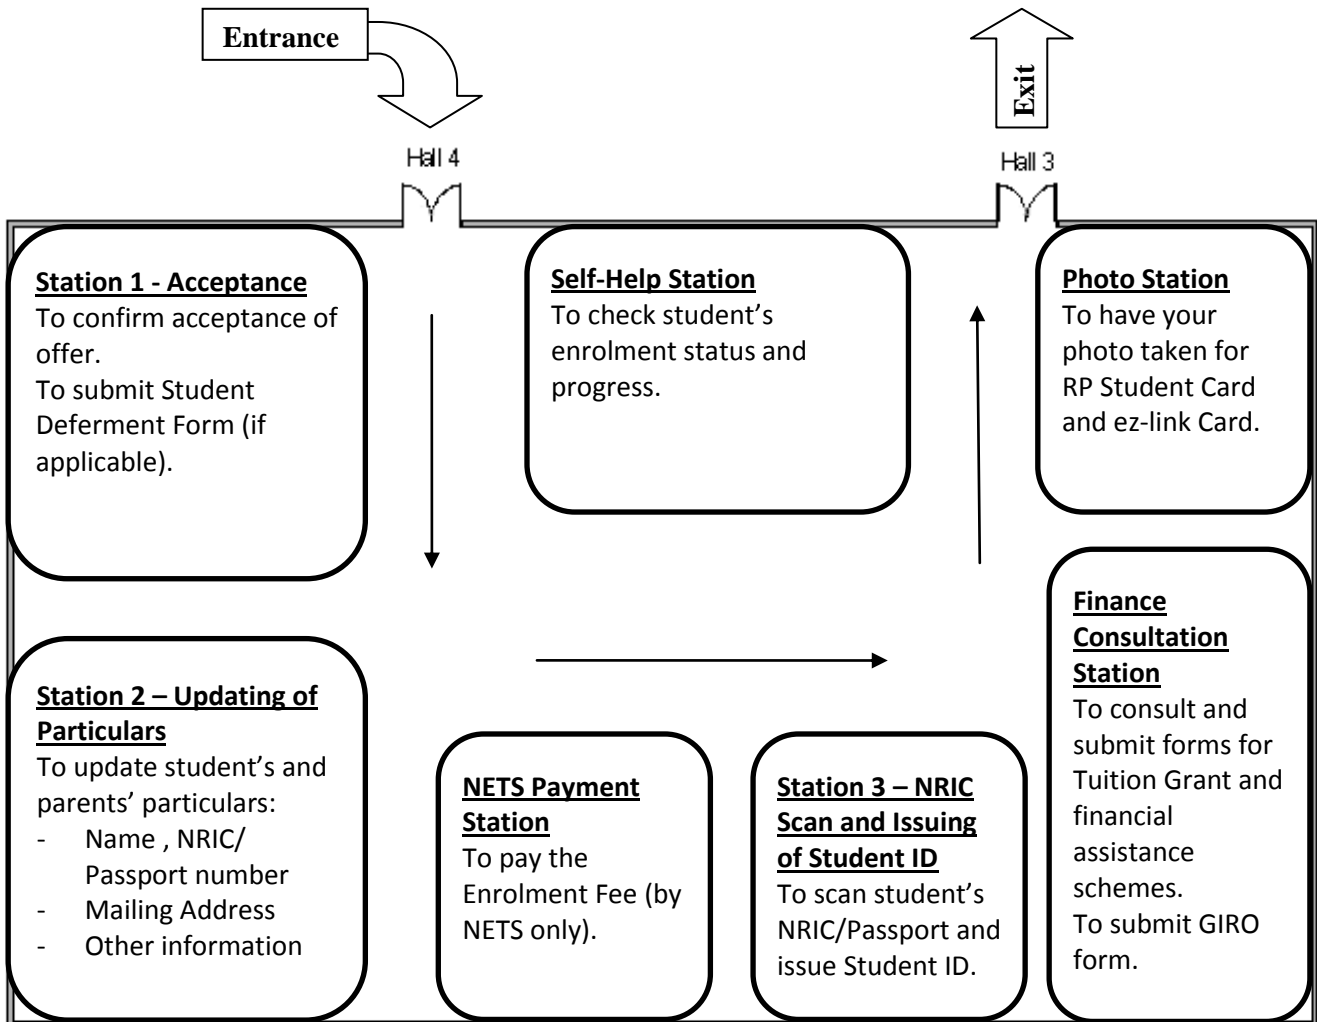 Entrance
Exit
Hall 4
Hall 3
Station 1 - Acceptance
To confirm acceptance of
offer.
To submit Student
Deferment Form (if
applicable).
Self-Help Station
To check student’s
enrolment status and
progress.
Photo Station
To have your
photo taken for
RP Student Card
and ez-link Card.
Station 2 – Updating of
Particulars
To update student’s and
parents’ particulars:
- Name , NRIC/
Passport number
- Mailing Address
- Other information
NETS Payment
Station
To pay the
Enrolment Fee (by
NETS only).
Station 3 – NRIC
Scan and Issuing
of Student ID
To scan student’s
NRIC/Passport and
issue Student ID.
Finance
Consultation
Station
To consult and
submit forms for
Tuition Grant and
financial
assistance
schemes.
To submit GIRO
form.